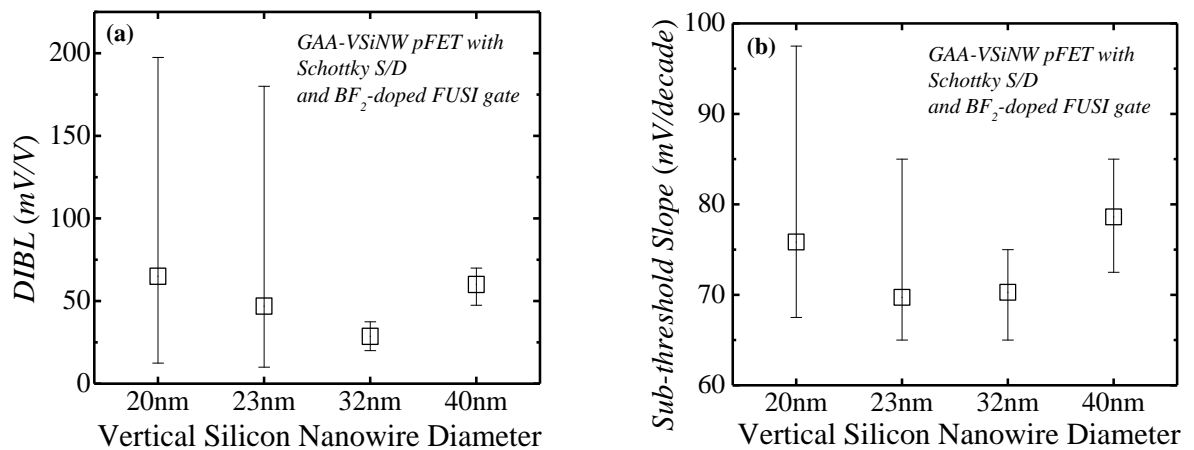 (a)
GAA-VSiNW pFET with
Schottky S/D
and BF2-doped FUSI gate
DIBL (mV/V)
200
150
100
50
0
20nm 23nm 32nm 40nm
Vertical Silicon Nanowire Diameter
(b)
GAA-VSiNW pFET with
Schottky S/D
and BF2-doped FUSI gate
Sub-threshold Slope (mV/decade)
100
90
80
70
60
20nm 23nm 32nm 40nm
Vertical Silicon Nanowire Diameter